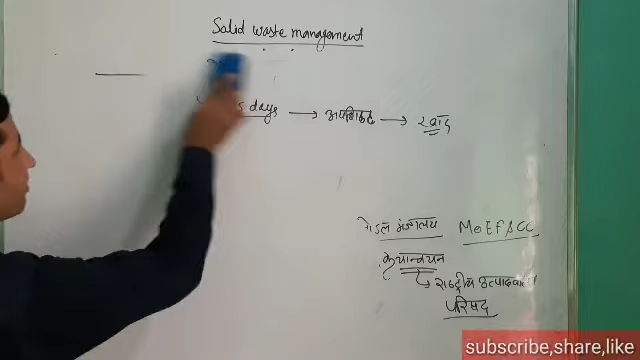 Solid waste management
days → अपशिष्ट → खाद
नोडल मंत्रालय MoEF&CC
क्रियान्वयन
→ राष्ट्रीय उत्पादकता
परिषद
subscribe,share,like